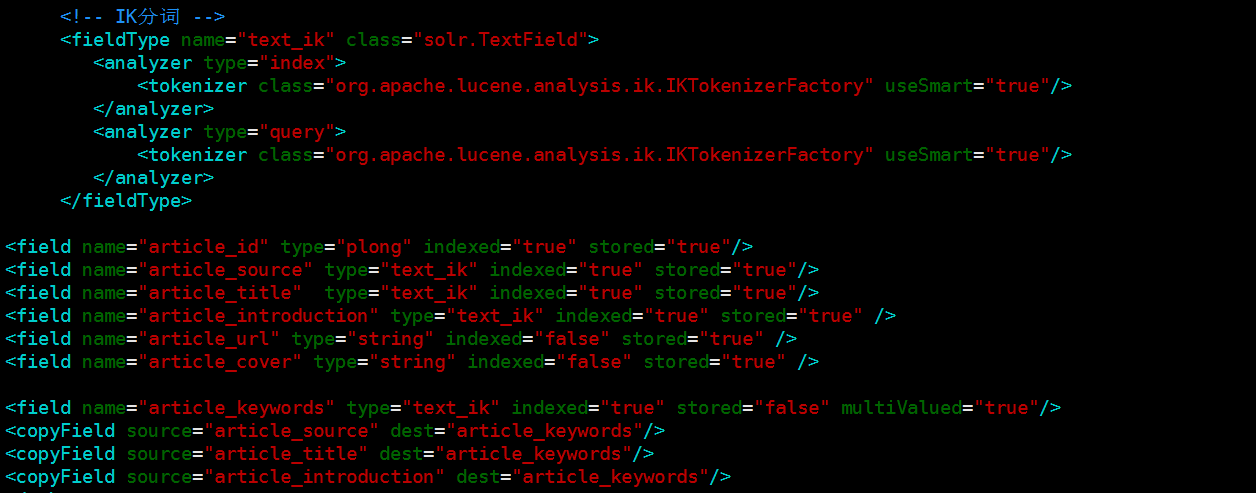 <!-- IK分词 -->
<fieldType name="text_ik" class="solr.TextField">
<analyzer type="index">
<tokenizer class="org.apache.lucene.analysis.ik.IKTokenizerFactory" useSmart="true"/>
</analyzer>
<analyzer type="query">
<tokenizer class="org.apache.lucene.analysis.ik.IKTokenizerFactory" useSmart="true"/>
</analyzer>
</fieldType>
<field name="article_id" type="plong" indexed="true" stored="true"/>
<field name="article_source" type="text_ik" indexed="true" stored="true"/>
<field name="article_title"  type="text_ik" indexed="true" stored="true"/>
<field name="article_introduction" type="text_ik" indexed="true" stored="true" />
<field name="article_url" type="string" indexed="false" stored="true" />
<field name="article_cover" type="string" indexed="false" stored="true" />
<field name="article_keywords" type="text_ik" indexed="true" stored="false" multiValued="true"/>
<copyField source="article_source" dest="article_keywords"/>
<copyField source="article_title" dest="article_keywords"/>
<copyField source="article_introduction" dest="article_keywords"/>